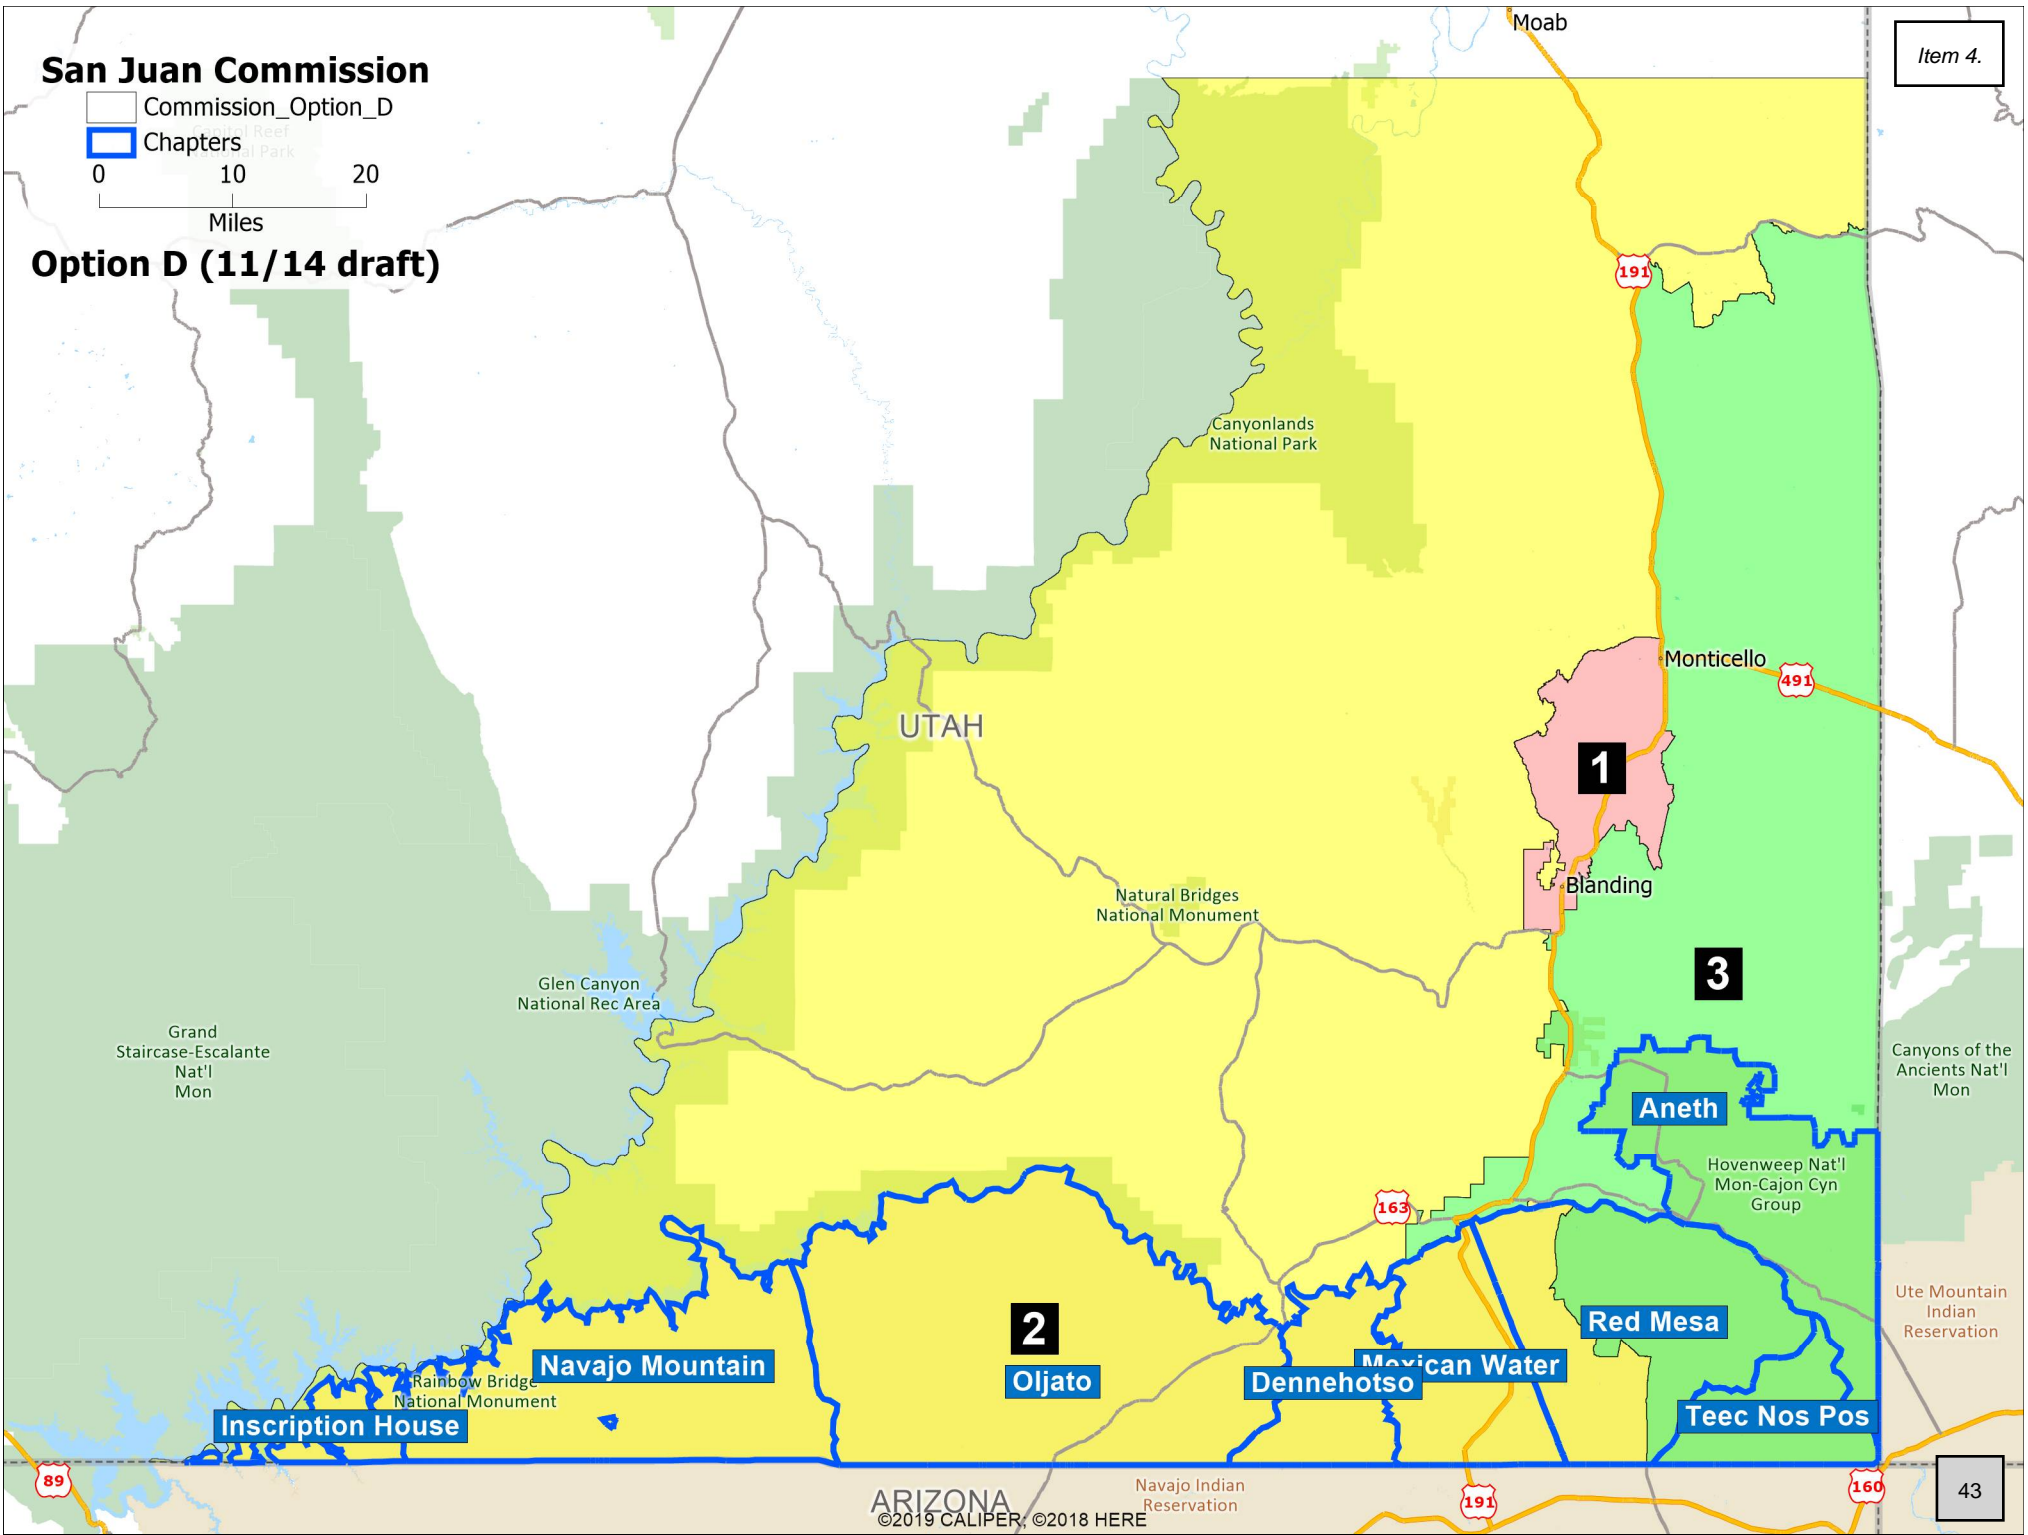 Moab
Item 4.
San Juan Commission
Commission_Option_D
Capitol Reef
National Park
Chapters
0 10 20
Miles
Option D (11/14 draft)
191
Canyonlands
National Park
Monticello
491
UTAH
1
Blanding
Natural Bridges
National Monument
3
Glen Canyon
National Rec Area
Grand
Staircase-Escalante
Nat'l
Mon
Canyons of the
Ancients Nat'l
Mon
Aneth
Hovenweep Nat'l
Mon-Cajon Cyn
Group
163
Ute Mountain
Indian
Reservation
2
Red Mesa
Navajo Mountain
Oljato
Mexican Water
Dennehotso
Rainbow Bridge
National Monument
Inscription House
Teec Nos Pos
89
Navajo Indian
Reservation
ARIZONA
191
160
43
©2019 CALIPER; ©2018 HERE